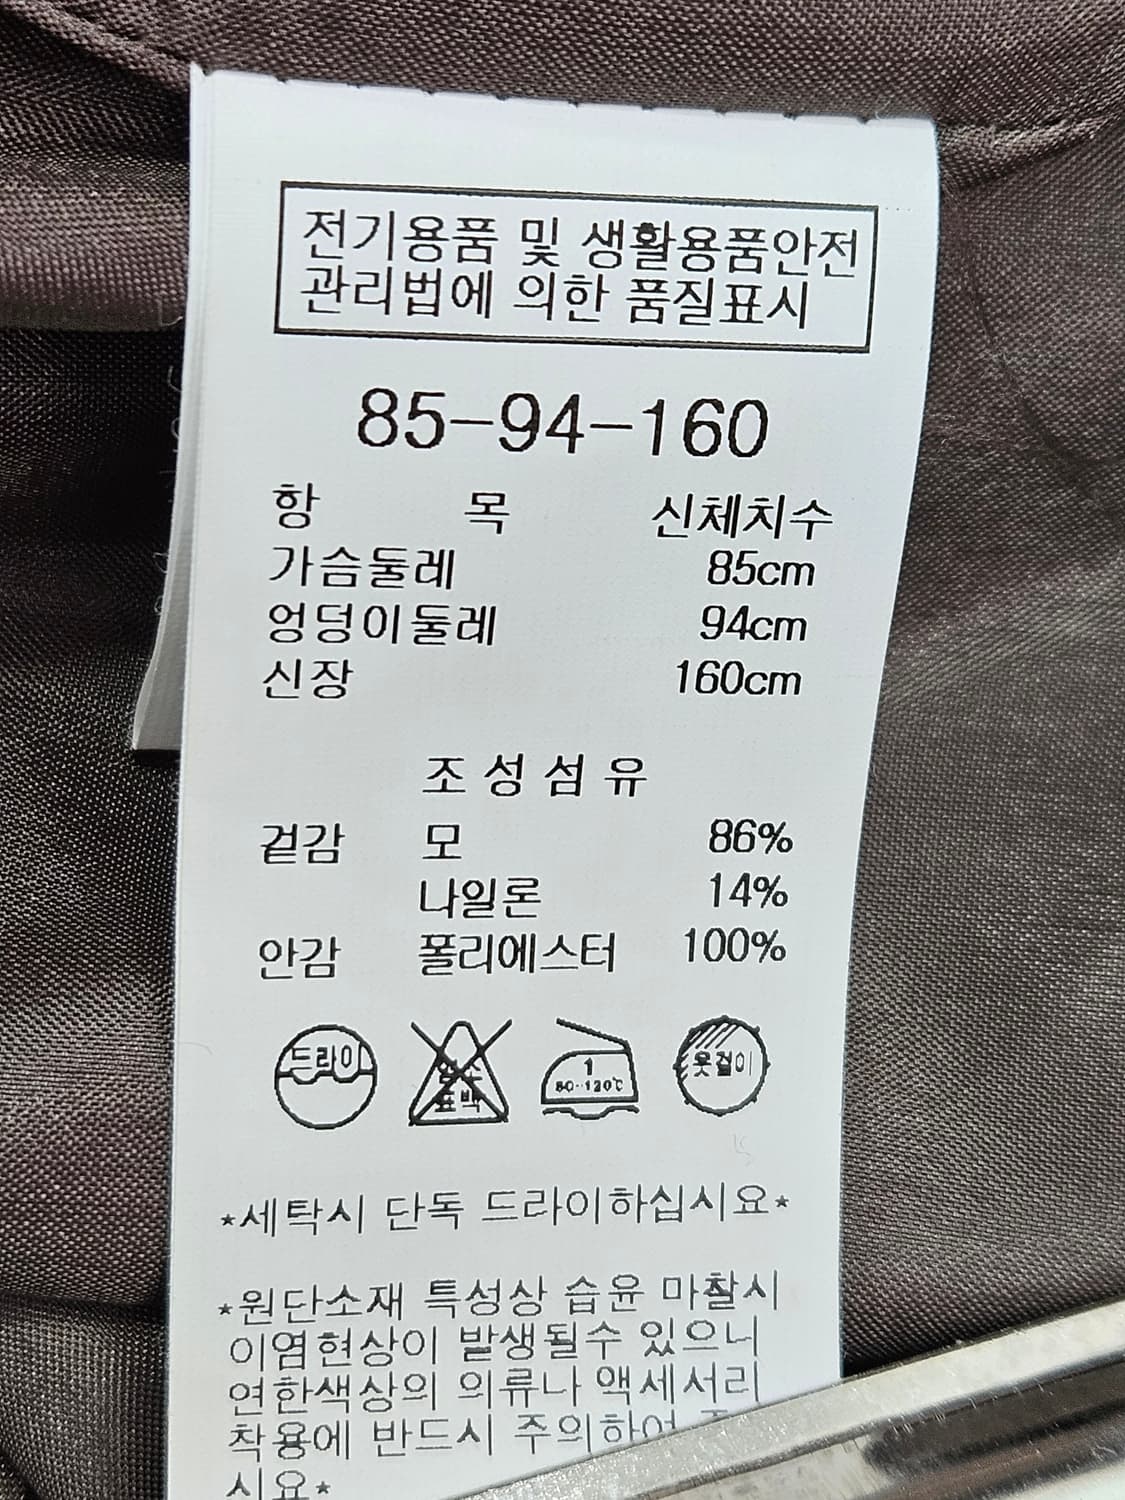 전기용품 및 생활용품안전
관리법에 의한 품질표시
85-94-160
항 목 신체치수
가슴둘레 85cm
엉덩이둘레 94cm
신장 160cm
조성섬유
겉감 모 86%
나일론 14%
안감 폴리에스터 100%
드라이
염소
표백
1
80~120℃
옷걸이
*세탁시 단독 드라이하십시요*
*원단소재 특성상 습윤 마찰시
이염현상이 발생될수 있으니
연한색상의 의류나 액세서리
착용에 반드시 주의하여
시요*